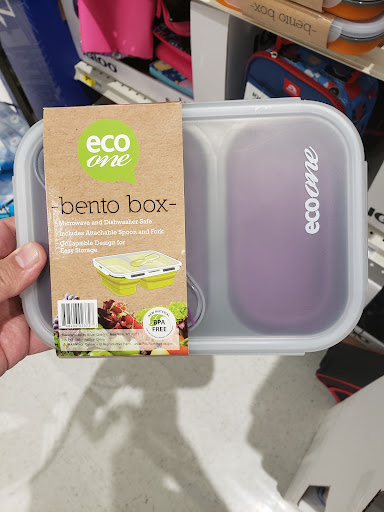 -bento box-
eco
one
-bento box-
Microwave and Dishwasher Safe
Includes Attachable Spoon and Fork
Collapsible Design for
Easy Storage
BPA
FREE
ecoone